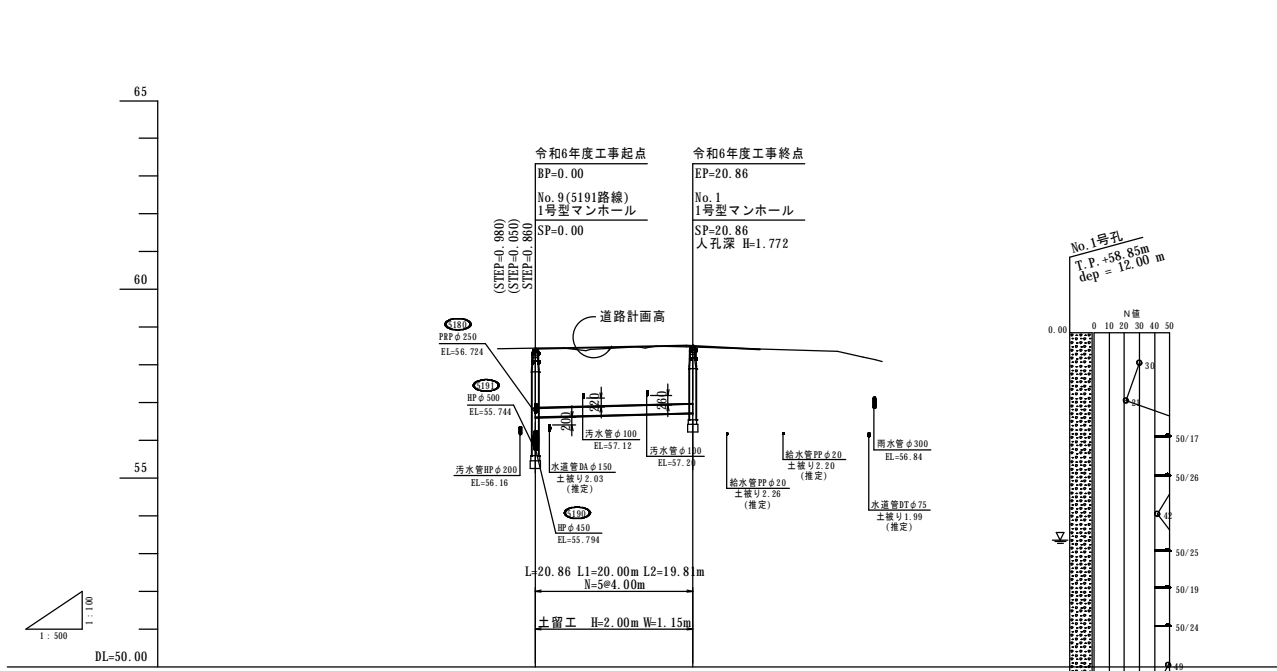 65
60
55
DL=50.00
1：100
1：500
令和6年度工事起点
BP=0.00
No.9(5191路線)
1号型マンホール
SP=0.00
(STEP=0.980)
(STEP=0.050)
STEP=0.860
令和6年度工事終点
EP=20.86
No.1
1号型マンホール
SP=20.86
人孔深 H=1.772
道路計画高
5180
PRPφ250
EL=56.724
5191
HPφ500
EL=55.744
汚水管HPφ200
EL=56.16
水道管DAφ150
土被り2.03
(推定)
5190
HPφ450
EL=55.794
200
220
260
汚水管φ100
EL=57.12
汚水管φ100
EL=57.20
給水管PPφ20
土被り2.26
(推定)
給水管PPφ20
土被り2.20
(推定)
雨水管φ300
EL=56.84
水道管DTφ75
土被り1.99
(推定)
L=20.86 L1=20.00m L2=19.81m
N=5@4.00m
土留工 H=2.00m W=1.15m
No.1号孔
T.P.+58.85m
dep = 12.00 m
N値
0.00
0 10 20 30 40 50
30
21
50/17
50/26
42
50/25
50/19
50/24
49